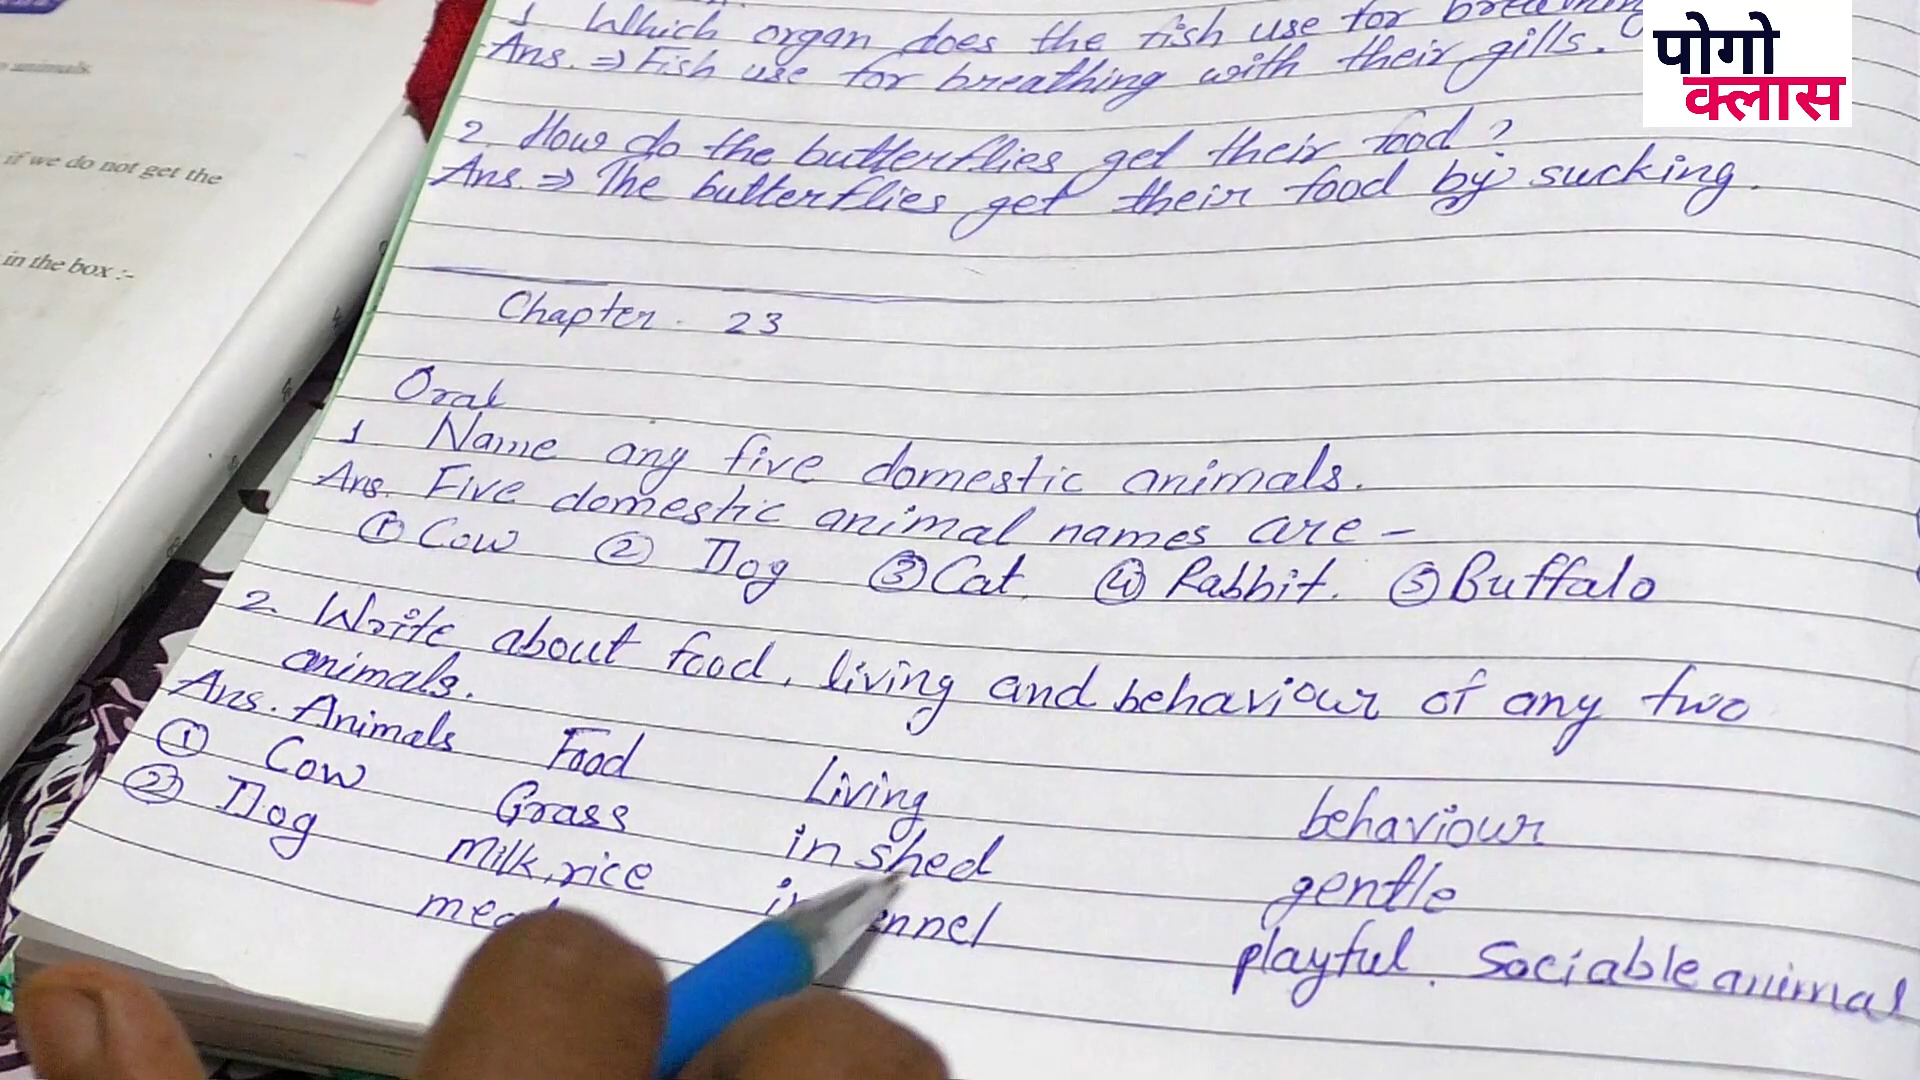 animals.
if we do not get the
in the box :-
1 Which organ does the fish use for breathing
Ans. ⇒ Fish use for breathing with their gills.
पोगो
क्लास
2. How do the butterflies get their food?
Ans. ⇒ The butterflies get their food by sucking.
Chapter. 23
Oral
1 Name any five domestic animals.
Ans. Five domestic animal names are -
① Cow ② Dog ③ Cat. ④ Rabbit. ⑤ Buffalo
2. Write about food, living and behaviour of any two
animals.
Ans. Animals Food Living behaviour
① Cow Grass in shed gentle
② Dog Milk, rice in playful. Sociable animal